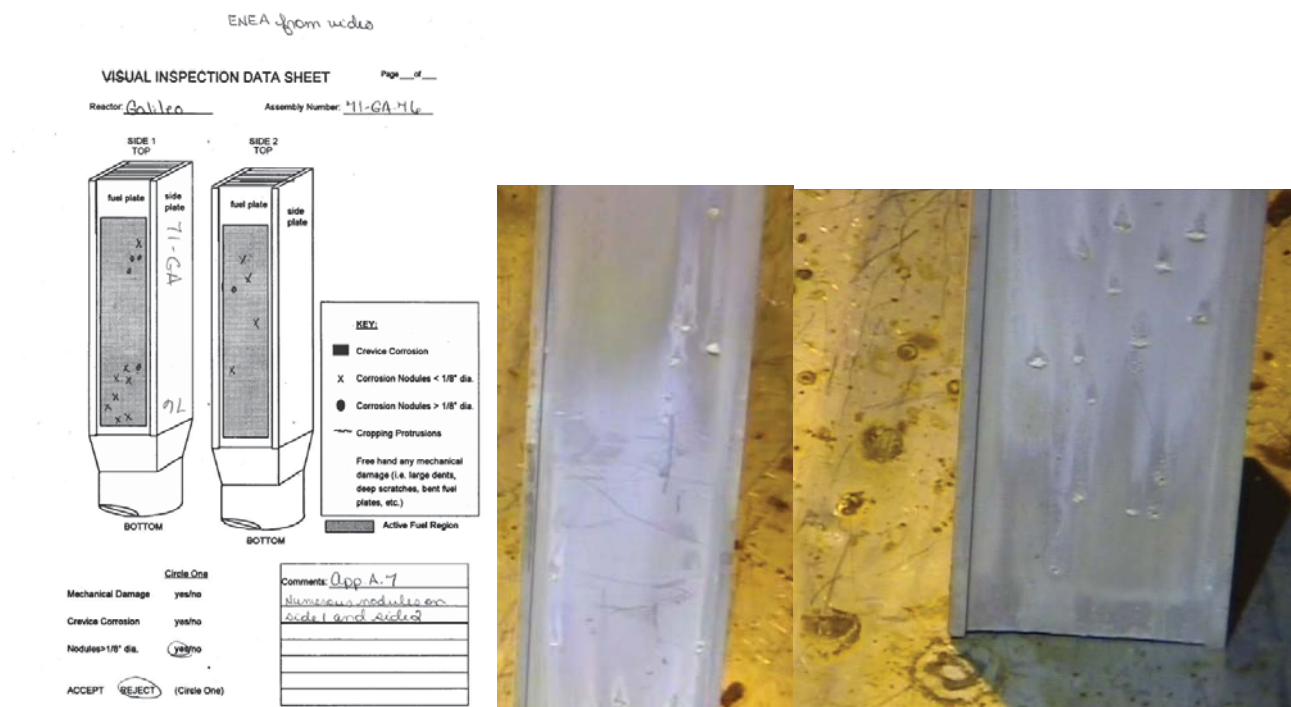 ENEA from video
VISUAL INSPECTION DATA SHEET
Page___of___
Reactor: Galileo
Assembly Number: 71-GA-76
SIDE 1
TOP
SIDE 2
TOP
fuel plate
side
plate
fuel plate
side
plate
71-GA
76
BOTTOM
BOTTOM
KEY:
Crevice Corrosion
X Corrosion Nodules < 1/8" dia.
Corrosion Nodules > 1/8" dia.
Cropping Protrusions
Free hand any mechanical
damage (i.e. large dents,
deep scratches, bent fuel
plates, etc.)
Active Fuel Region
Circle One
Mechanical Damage yes/no
Crevice Corrosion yes/no
Nodules>1/8" dia. yes/no
ACCEPT REJECT (Circle One)
Comments: App. A.7
Numerous nodules on
side 1 and side 2